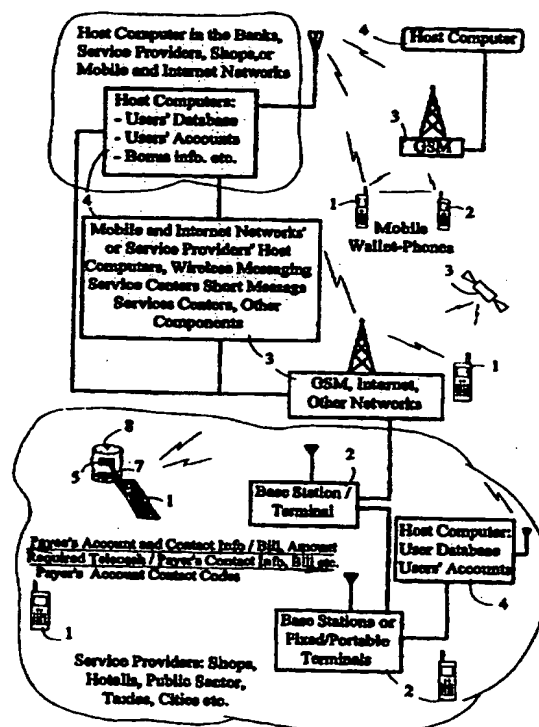 Host Computer in the Banks,
Service Providers, Shops, or
Mobile and Internet Networks
Host Computers:
- Users' Database
- Users' Accounts
- Bonus info. etc.
4
4
Host Computer
3
GSM
1
2
Mobile
Wallet-Phones
Mobile and Internet Networks'
or Service Providers' Host
Computers, Wireless Messaging
Service Centers Short Message
Services Centers, Other
Components
3
3
1
GSM, Internet,
Other Networks
8
5
7
1
2
Base Station /
Terminal
Payee's Account and Contact Info / Bill, Amount
Required Telecash / Payer's Contact Info, Bill etc.
Payer's Account Contact Codes
Host Computer:
User Database
Users' Accounts
4
1
2
Base Stations or
Fixed/Portable
Terminals
2
Service Providers: Shops,
Hotalls, Public Sector,
Taxies, Cities etc.